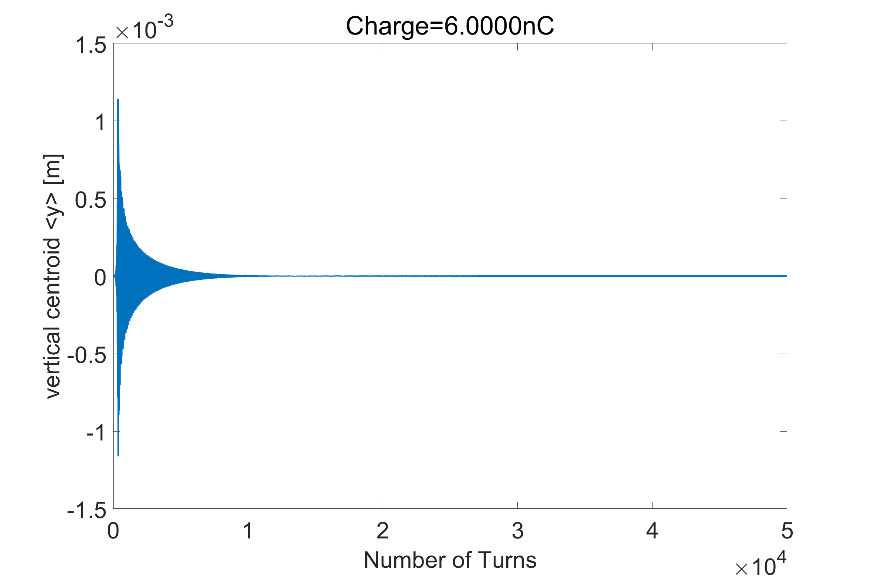 Charge=6.0000nC
×10-3
1.5
1
0.5
0
-0.5
-1
-1.5
vertical centroid <y> [m]
0 1 2 3 4 5
Number of Turns
×104